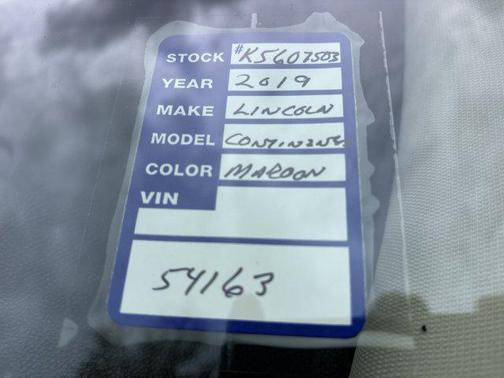 STOCK #K5607503
YEAR 2019
MAKE LINCOLN
MODEL CONTINENTAL
COLOR MAROON
VIN
54163